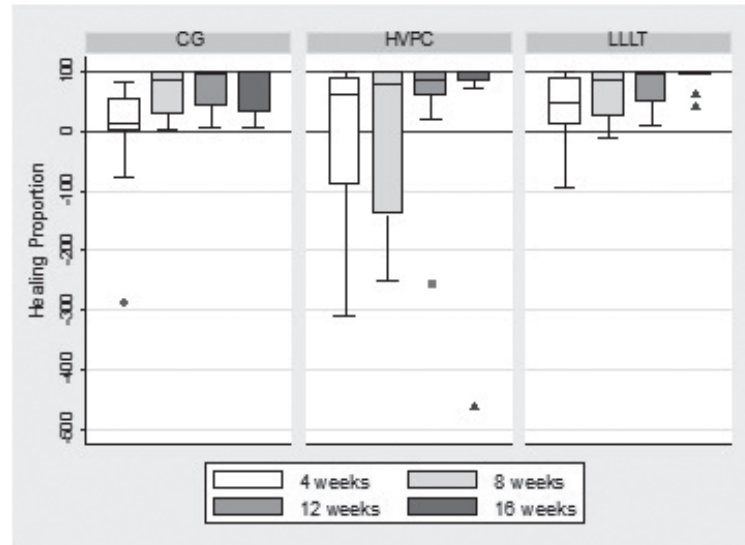 CG HVPC LLLT
Healing Proportion
100
0
-100
-200
-300
-400
-500
4 weeks 8 weeks
12 weeks 16 weeks